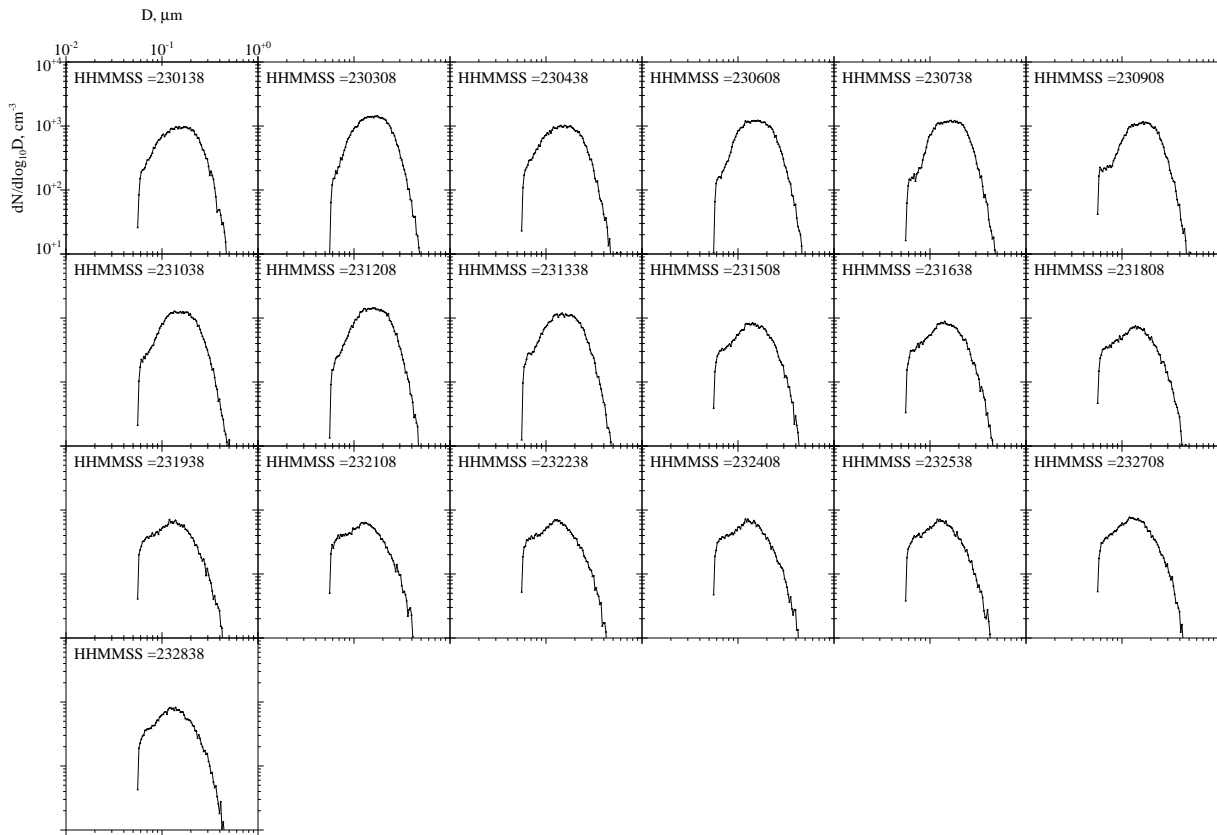 D, μm
10-2 10-1 10+0
10+4
HHMMSS =230138 HHMMSS =230308 HHMMSS =230438 HHMMSS =230608 HHMMSS =230738 HHMMSS =230908
10+3
dN/dlog10D, cm-3
10+2
10+1
HHMMSS =231038 HHMMSS =231208 HHMMSS =231338 HHMMSS =231508 HHMMSS =231638 HHMMSS =231808
HHMMSS =231938 HHMMSS =232108 HHMMSS =232238 HHMMSS =232408 HHMMSS =232538 HHMMSS =232708
HHMMSS =232838